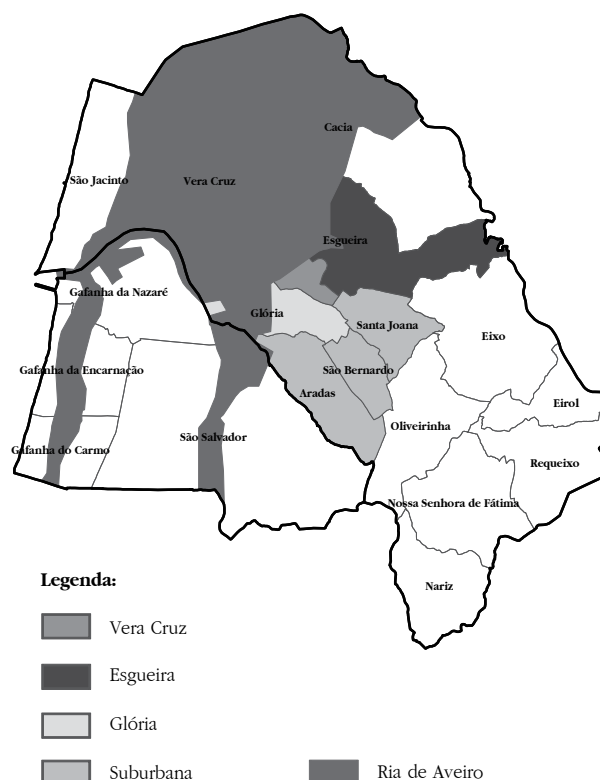 Cacia
São Jacinto
Vera Cruz
Esgueira
Gafanha da Nazaré
Glória
Santa Joana
Eixo
Gafanha da Encarnação
São Bernardo
Aradas
Eirol
Oliveirinha
São Salvador
Gafanha do Carmo
Requeixo
Nossa Senhora de Fátima
Nariz
Legenda:
Vera Cruz
Esgueira
Glória
Suburbana
Ria de Aveiro